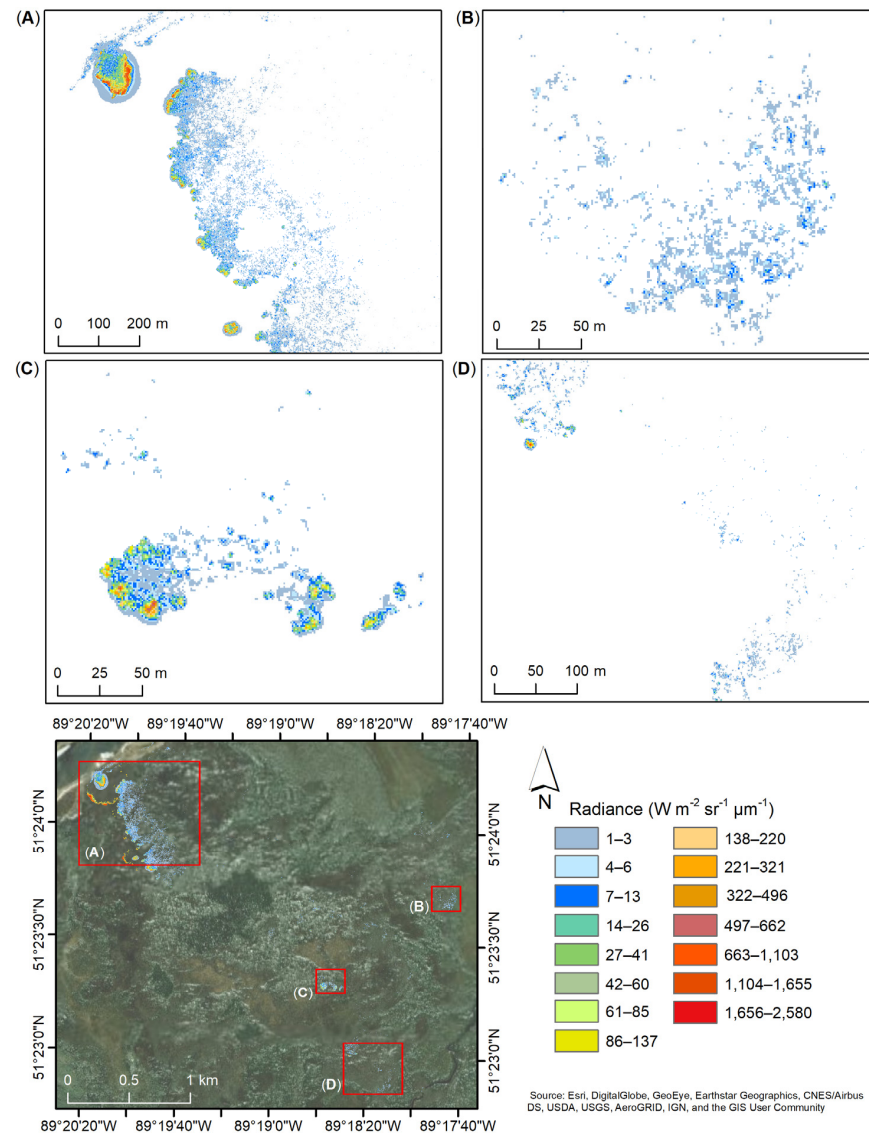 (A)
(B)
0 100 200 m
0 25 50 m
(C)
(D)
0 25 50 m
0 50 100 m
89°20'20"W 89°19'40"W 89°19'0"W 89°18'20"W 89°17'40"W
51°24'0"N
51°23'30"N
51°23'0"N
(A)
(B)
(C)
(D)
0 0.5 1 km
51°24'0"N
51°23'30"N
51°23'0"N
89°20'20"W 89°19'40"W 89°19'0"W 89°18'20"W 89°17'40"W
N
Radiance (W m⁻² sr⁻¹ µm⁻¹)
1–3 138–220
4–6 221–321
7–13 322–496
14–26 497–662
27–41 663–1,103
42–60 1,104–1,655
61–85 1,656–2,580
86–137
Source: Esri, DigitalGlobe, GeoEye, Earthstar Geographics, CNES/Airbus
DS, USDA, USGS, AeroGRID, IGN, and the GIS User Community